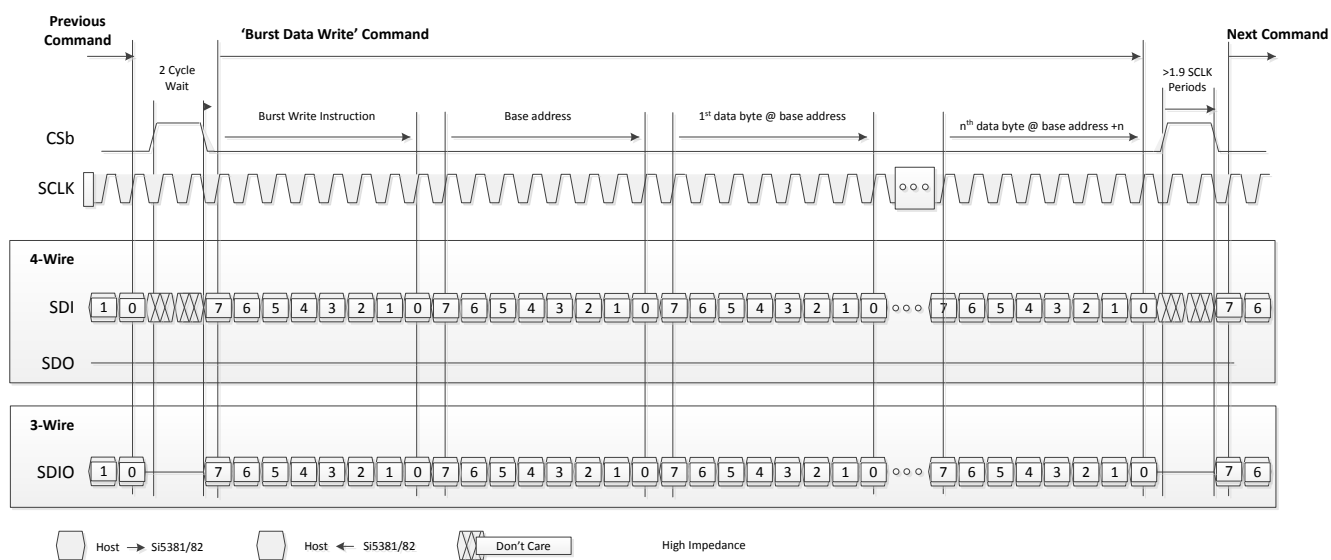 Previous
Command
'Burst Data Write' Command
Next Command
2 Cycle
Wait
>1.9 SCLK
Periods
Burst Write Instruction
Base address
1st data byte @ base address
nth data byte @ base address +n
CSb
SCLK
4-Wire
SDI
1 0 7 6 5 4 3 2 1 0 7 6 5 4 3 2 1 0 7 6 5 4 3 2 1 0 7 6 5 4 3 2 1 0 7 6
SDO
3-Wire
SDIO
1 0 7 6 5 4 3 2 1 0 7 6 5 4 3 2 1 0 7 6 5 4 3 2 1 0 7 6 5 4 3 2 1 0 7 6
Host → Si5381/82
Host ← Si5381/82
Don't Care
High Impedance